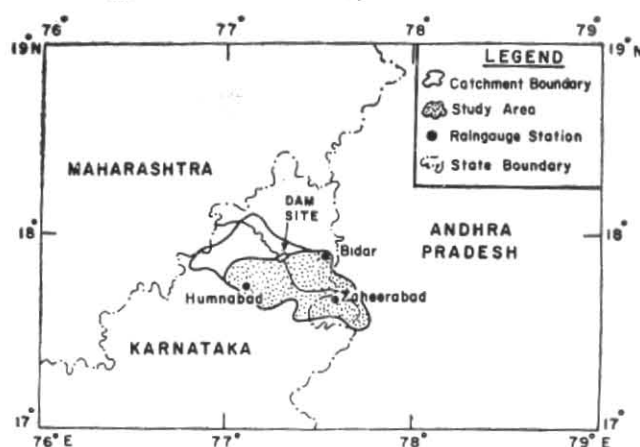 76°
77°
78°
79°
19°N
19°N
LEGEND
Catchment Boundary
Study Area
Raingauge Station
State Boundary
MAHARASHTRA
DAM
SITE
18°
18°
ANDHRA
PRADESH
Bidar
Humnabad
Zaheerabad
KARNATAKA
17°
17°
76°E
77°
78°
79°E